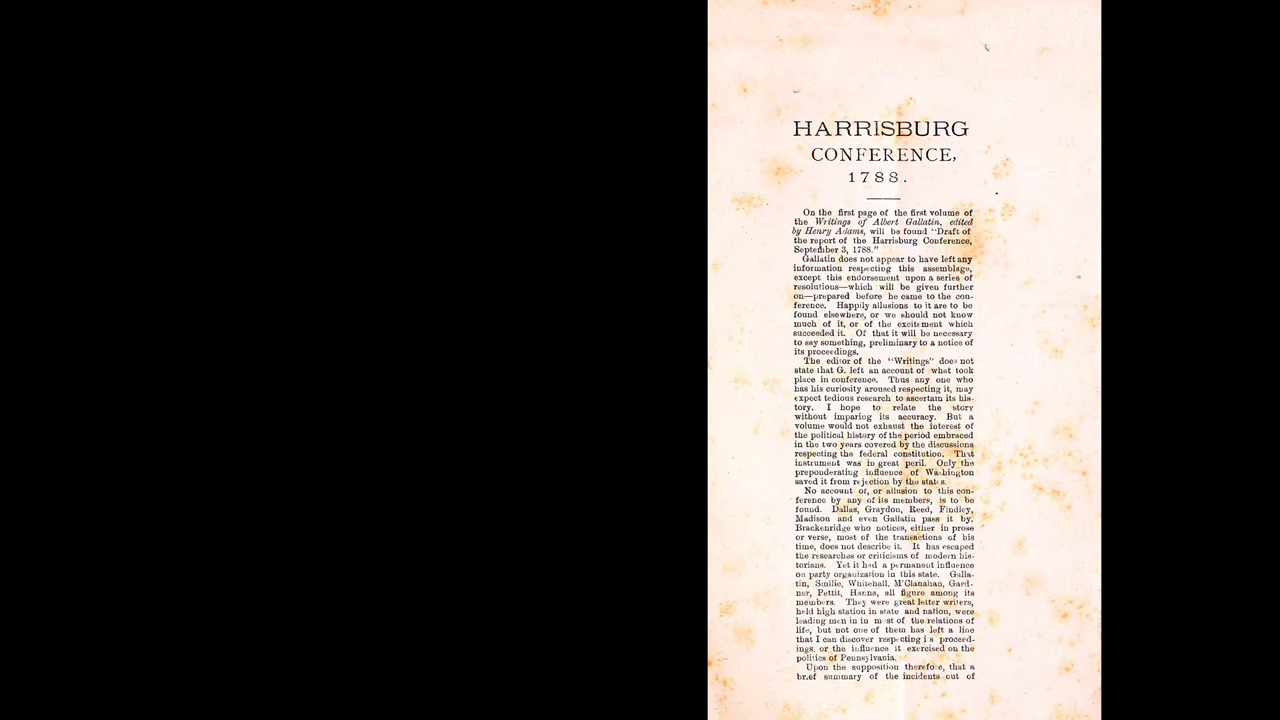 HARRISBURG
CONFERENCE,
1788.
On the first page of the first volume of
the Writings of Albert Gallatin, edited
by Henry Adams, will be found "Draft of
the report of the Harrisburg Conference,
September 3, 1788."
Gallatin does not appear to have left any
information respecting this assemblage,
except this endorsement upon a series of
resolutions—which will be given further
on—prepared before he came to the con-
ference. Happily allusions to it are to be
found elsewhere, or we should not know
much of it, or of the excitement which
succeeded it. Of that it will be necessary
to say something, preliminary to a notice of
its proceedings.
The editor of the "Writings" does not
state that G. left an account of what took
place in conference. Thus any one who
has his curiosity aroused respecting it, may
expect tedious research to ascertain its his-
tory. I hope to relate the story
without imparing its accuracy. But a
volume would not exhaust the interest of
the political history of the period embraced
in the two years covered by the discussions
respecting the federal constitution. That
instrument was in great peril. Only the
preponderating influence of Washington
saved it from rejection by the states.
No account of, or allusion to this con-
ference by any of its members, is to be
found. Dallas, Graydon, Reed, Findley,
Madison and even Gallatin pass it by.
Brackenridge who notices, either in prose
or verse, most of the transactions of his
time, does not describe it. It has escaped
the researches or criticisms of modern his-
torians. Yet it had a permanent influence
on party organization in this state. Galla-
tin, Smilie, Whitehall, M'Clanahan, Gard-
ner, Pettit, Hanna, all figure among its
members. They were great letter writers,
held high station in state and nation, were
leading men in in most of the relations of
life, but not one of them has left a line
that I can discover respecting its proceed-
ings, or the influence it exercised on the
politics of Pennsylvania.
Upon the supposition therefore, that a
brief summary of the incidents out of